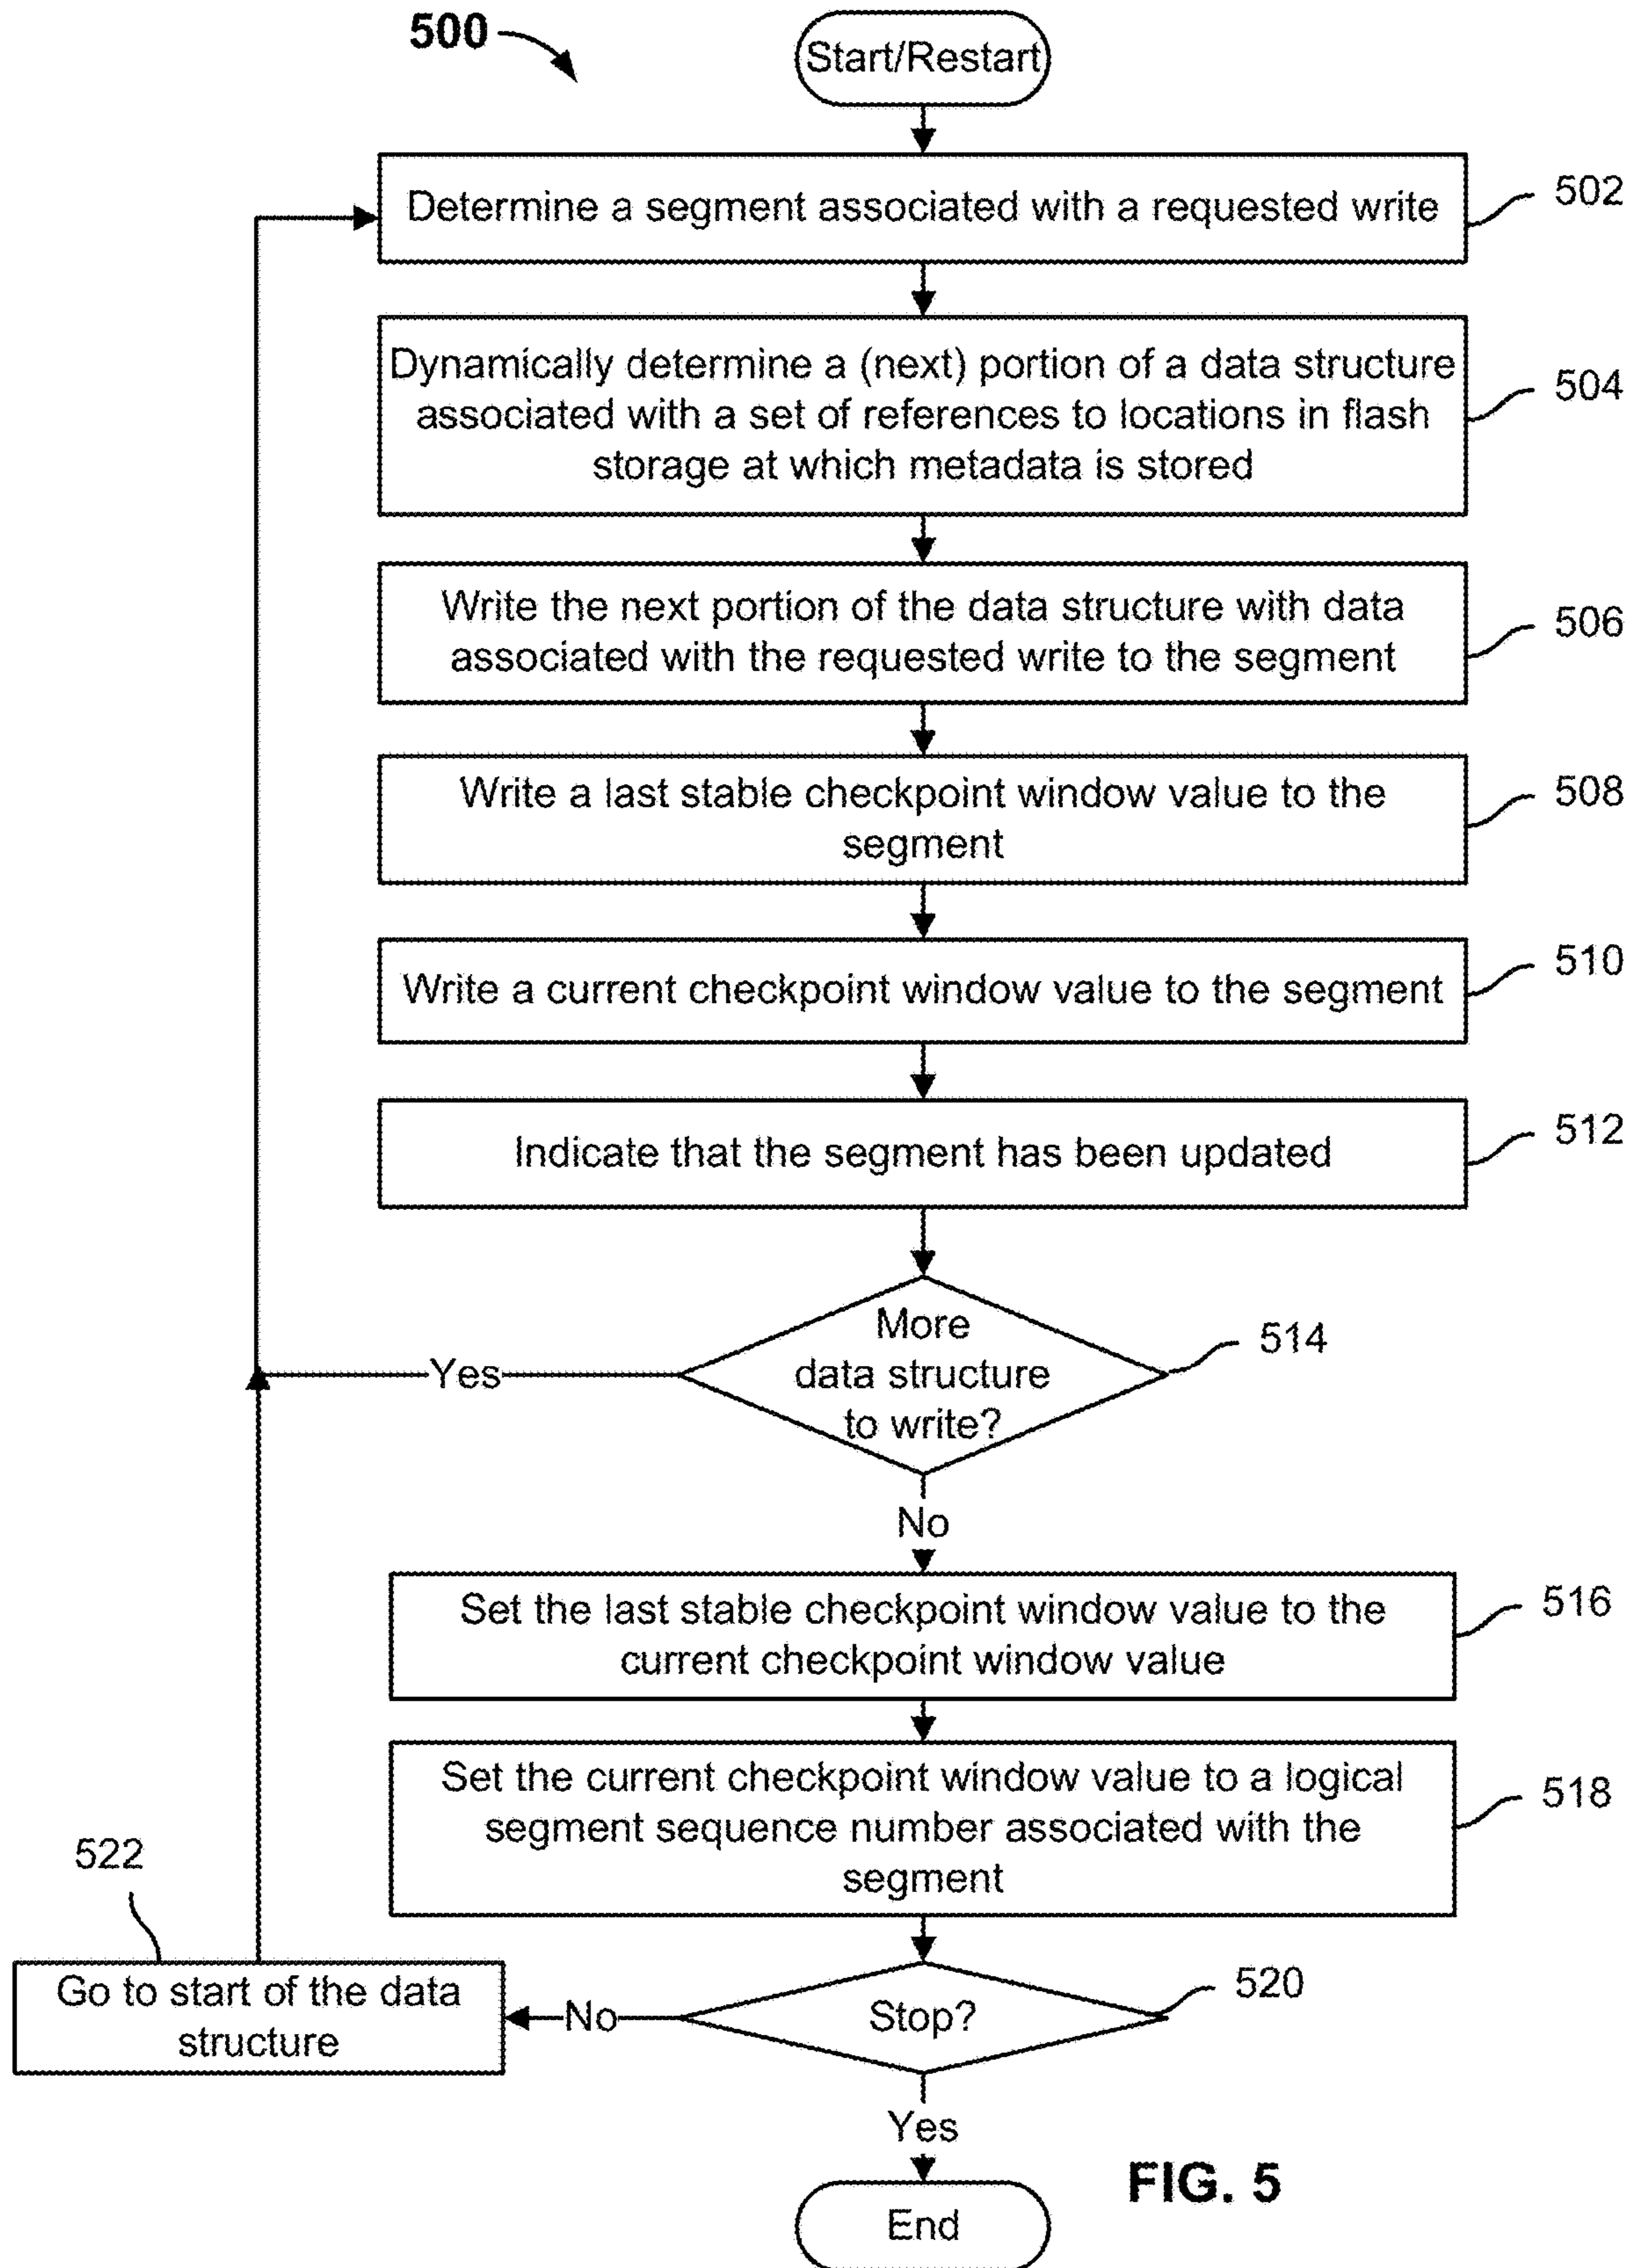 500
Start/Restart
Determine a segment associated with a requested write
502
Dynamically determine a (next) portion of a data structure
associated with a set of references to locations in flash
storage at which metadata is stored
504
Write the next portion of the data structure with data
associated with the requested write to the segment
506
Write a last stable checkpoint window value to the
segment
508
Write a current checkpoint window value to the segment
510
Indicate that the segment has been updated
512
More
data structure
to write?
514
Yes
No
Set the last stable checkpoint window value to the
current checkpoint window value
516
Set the current checkpoint window value to a logical
segment sequence number associated with the
segment
518
522
Go to start of the data
structure
No
Stop?
520
Yes
End
FIG. 5